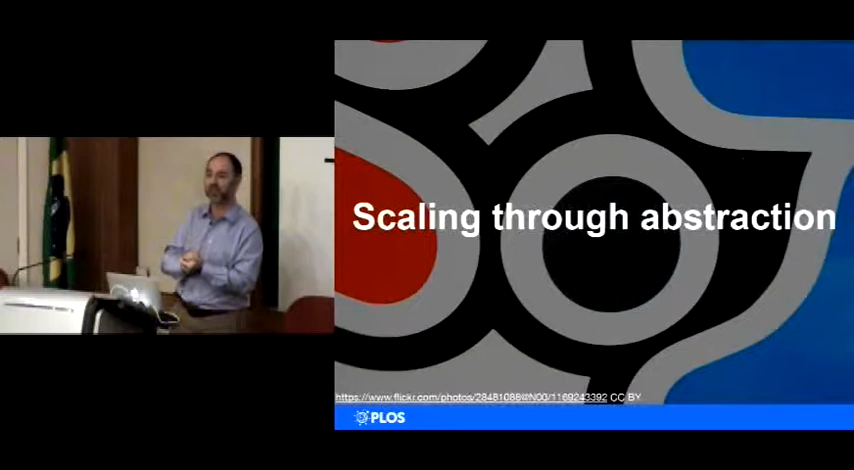 Scaling through abstraction
https://www.flickr.com/photos/28481088@N00/1169243392 CC BY
PLOS